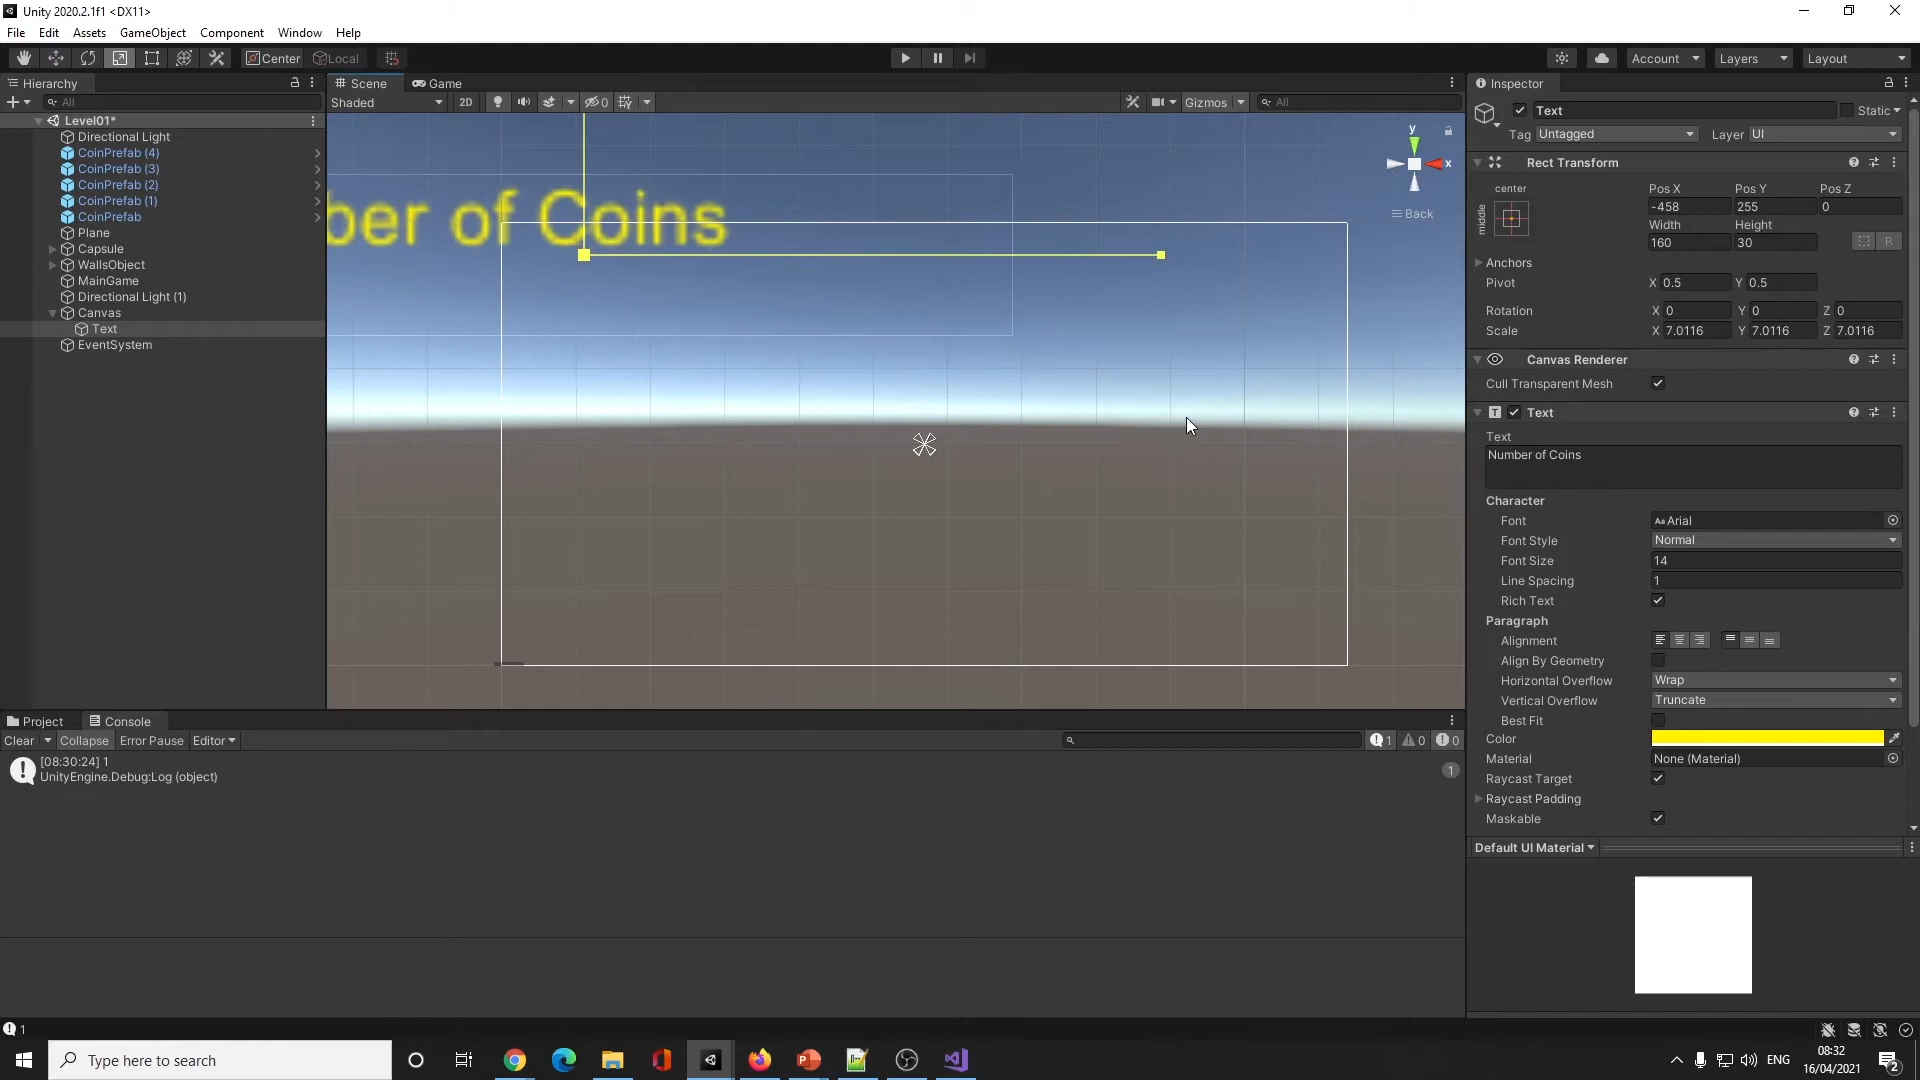 Unity 2020.2.1f1 <DX11>
File Edit Assets GameObject Component Window Help
Center Local Account Layers Layout
Hierarchy
All
Level01*
Directional Light
CoinPrefab (4)
CoinPrefab (3)
CoinPrefab (2)
CoinPrefab (1)
CoinPrefab
Plane
Capsule
WallsObject
MainGame
Directional Light (1)
Canvas
Text
EventSystem
Scene Game
Shaded 2D 0 Gizmos All
y
x
Back
ber of Coins
Inspector
Text Static
Tag Untagged Layer UI
Rect Transform
center
middle
Pos X Pos Y Pos Z
-458 255 0
Width Height
160 30
R
Anchors
Pivot X 0.5 Y 0.5
Rotation X 0 Y 0 Z 0
Scale X 7.0116 Y 7.0116 Z 7.0116
Canvas Renderer
Cull Transparent Mesh
T Text
Text
Number of Coins
Character
Font Aa Arial
Font Style Normal
Font Size 14
Line Spacing 1
Rich Text
Paragraph
Alignment
Align By Geometry
Horizontal Overflow Wrap
Vertical Overflow Truncate
Best Fit
Color
Material None (Material)
Raycast Target
Raycast Padding
Maskable
Default UI Material
Project Console
Clear Collapse Error Pause Editor 1 0 0
[08:30:24] 1
UnityEngine.Debug:Log (object)
1
1
Type here to search
ENG
08:32
16/04/2021
2